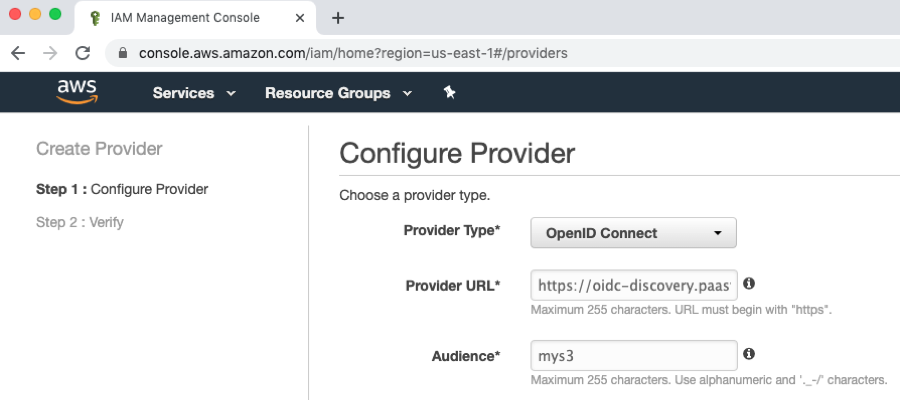 IAM Management Console
console.aws.amazon.com/iam/home?region=us-east-1#/providers
aws Services Resource Groups
Create Provider
Step 1 : Configure Provider
Step 2 : Verify
Configure Provider
Choose a provider type.
Provider Type* OpenID Connect
Provider URL* https://oidc-discovery.paas
Maximum 255 characters. URL must begin with "https".
Audience* mys3
Maximum 255 characters. Use alphanumeric and '._-/' characters.